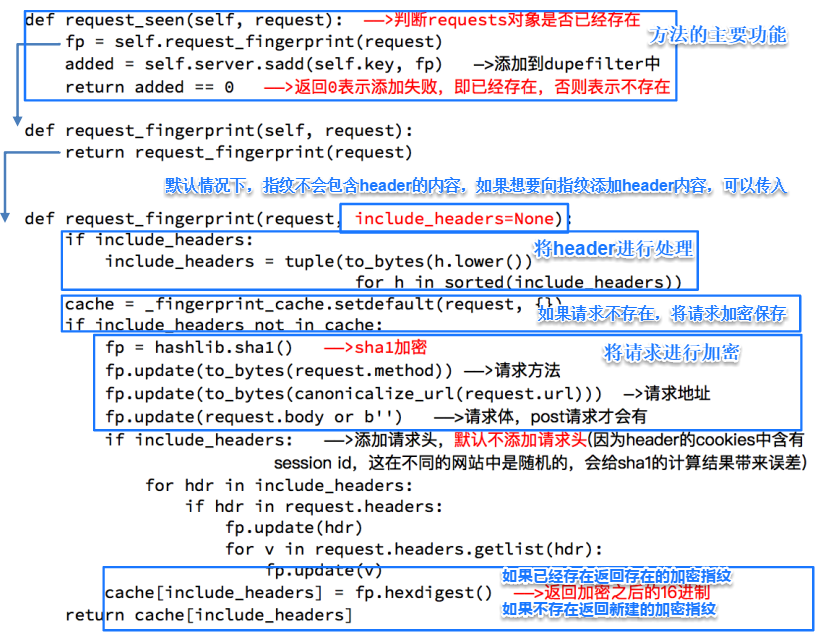 def request_seen(self, request): —>判断requests对象是否已经存在
方法的主要功能
fp = self.request_fingerprint(request)
added = self.server.sadd(self.key, fp) —>添加到dupefilter中
return added == 0 —>返回0表示添加失败，即已经存在，否则表示不存在
def request_fingerprint(self, request):
return request_fingerprint(request)
默认情况下，指纹不会包含header的内容，如果想要向指纹添加header内容，可以传入
def request_fingerprint(request, include_headers=None):
if include_headers:
将header进行处理
include_headers = tuple(to_bytes(h.lower())
for h in sorted(include_headers))
cache = _fingerprint_cache.setdefault(request, {})
如果请求不存在，将请求加密保存
if include_headers not in cache:
fp = hashlib.sha1() —>sha1加密
将请求进行加密
fp.update(to_bytes(request.method)) —>请求方法
fp.update(to_bytes(canonicalize_url(request.url))) —>请求地址
fp.update(request.body or b'') —>请求体，post请求才会有
if include_headers: —>添加请求头，默认不添加请求头(因为header的cookies中含有
session id，这在不同的网站中是随机的，会给sha1的计算结果带来误差)
for hdr in include_headers:
if hdr in request.headers:
fp.update(hdr)
for v in request.headers.getlist(hdr):
fp.update(v)
如果已经存在返回存在的加密指纹
cache[include_headers] = fp.hexdigest() —>返回加密之后的16进制
如果不存在返回新建的加密指纹
return cache[include_headers]